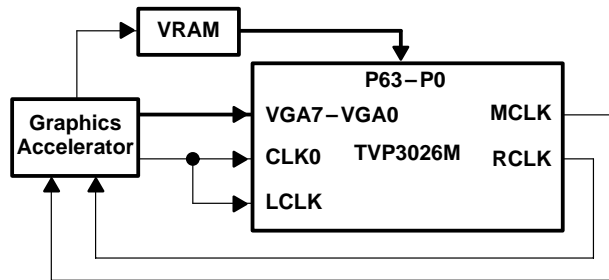 VRAM
P63–P0
Graphics
Accelerator
VGA7–VGA0
MCLK
CLK0
TVP3026M
RCLK
LCLK